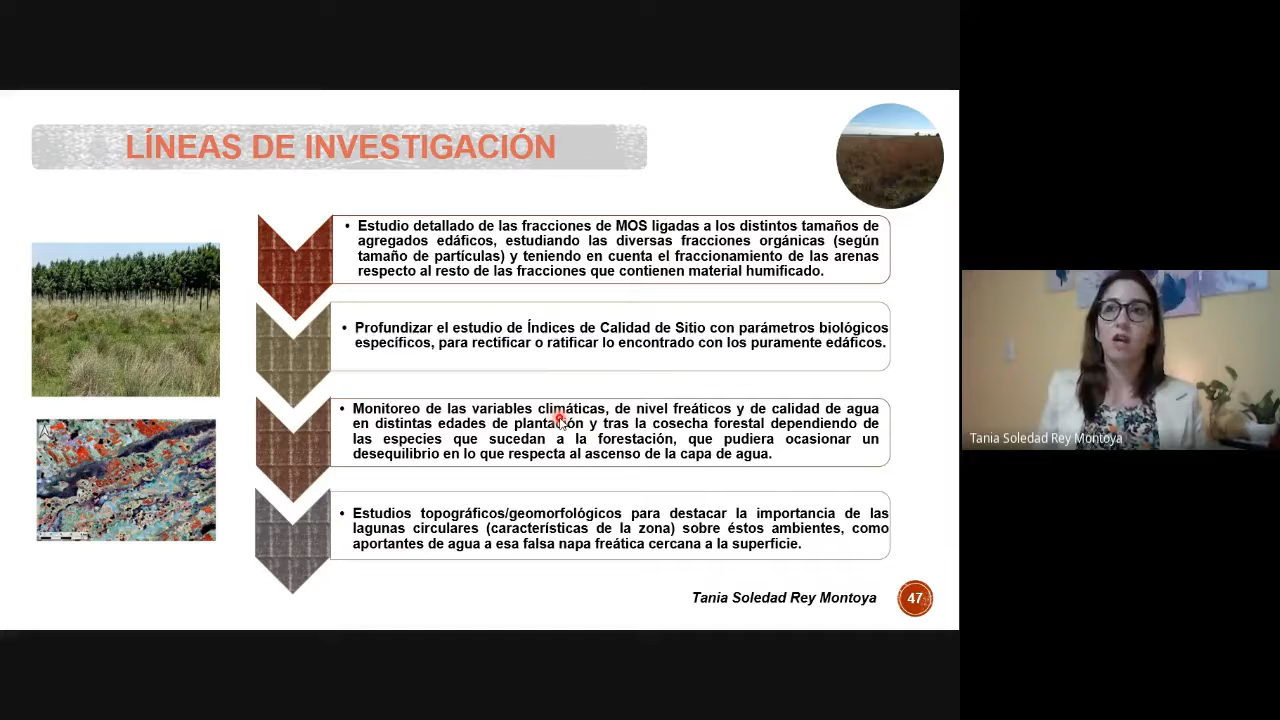 LÍNEAS DE INVESTIGACIÓN
• Estudio detallado de las fracciones de MOS ligadas a los distintos tamaños de
agregados edáficos, estudiando las diversas fracciones orgánicas (según
tamaño de partículas) y teniendo en cuenta el fraccionamiento de las arenas
respecto al resto de las fracciones que contienen material humificado.
• Profundizar el estudio de Índices de Calidad de Sitio con parámetros biológicos
específicos, para rectificar o ratificar lo encontrado con los puramente edáficos.
• Monitoreo de las variables climáticas, de nivel freáticos y de calidad de agua
en distintas edades de plantación y tras la cosecha forestal dependiendo de
las especies que sucedan a la forestación, que pudiera ocasionar un
desequilibrio en lo que respecta al ascenso de la capa de agua.
• Estudios topográficos/geomorfológicos para destacar la importancia de las
lagunas circulares (características de la zona) sobre éstos ambientes, como
aportantes de agua a esa falsa napa freática cercana a la superficie.
Tania Soledad Rey Montoya
47
Tania Soledad Rey Montoya